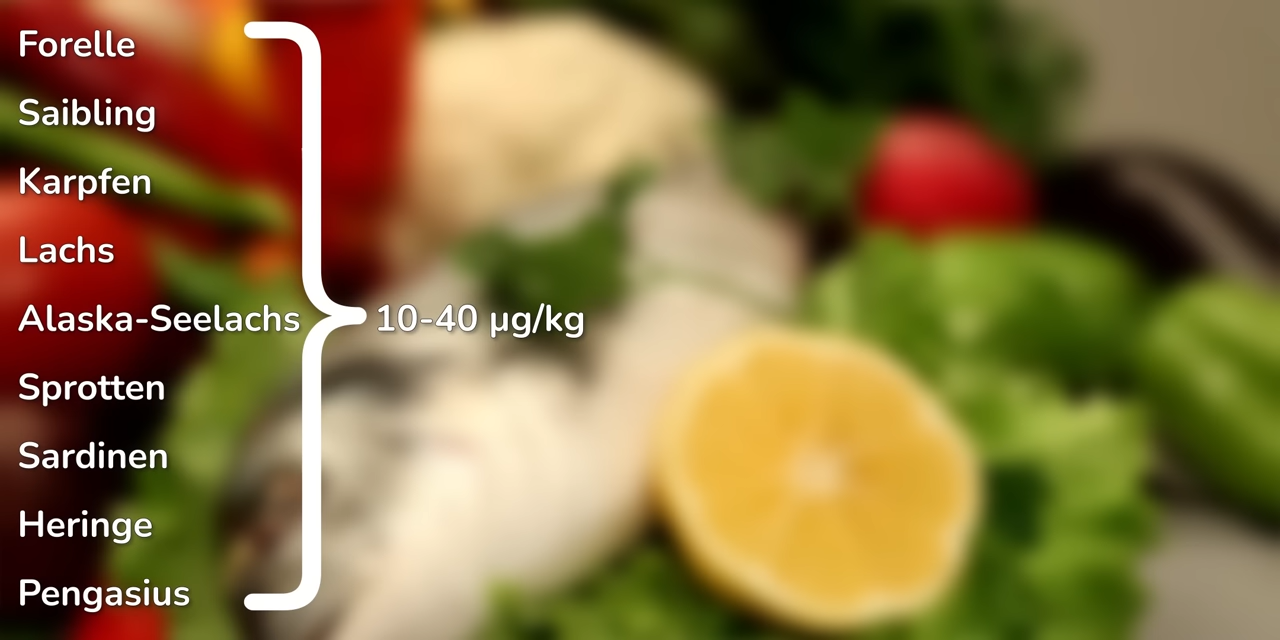 Forelle
Saibling
Karpfen
Lachs
Alaska-Seelachs
10-40 µg/kg
Sprotten
Sardinen
Heringe
Pengasius